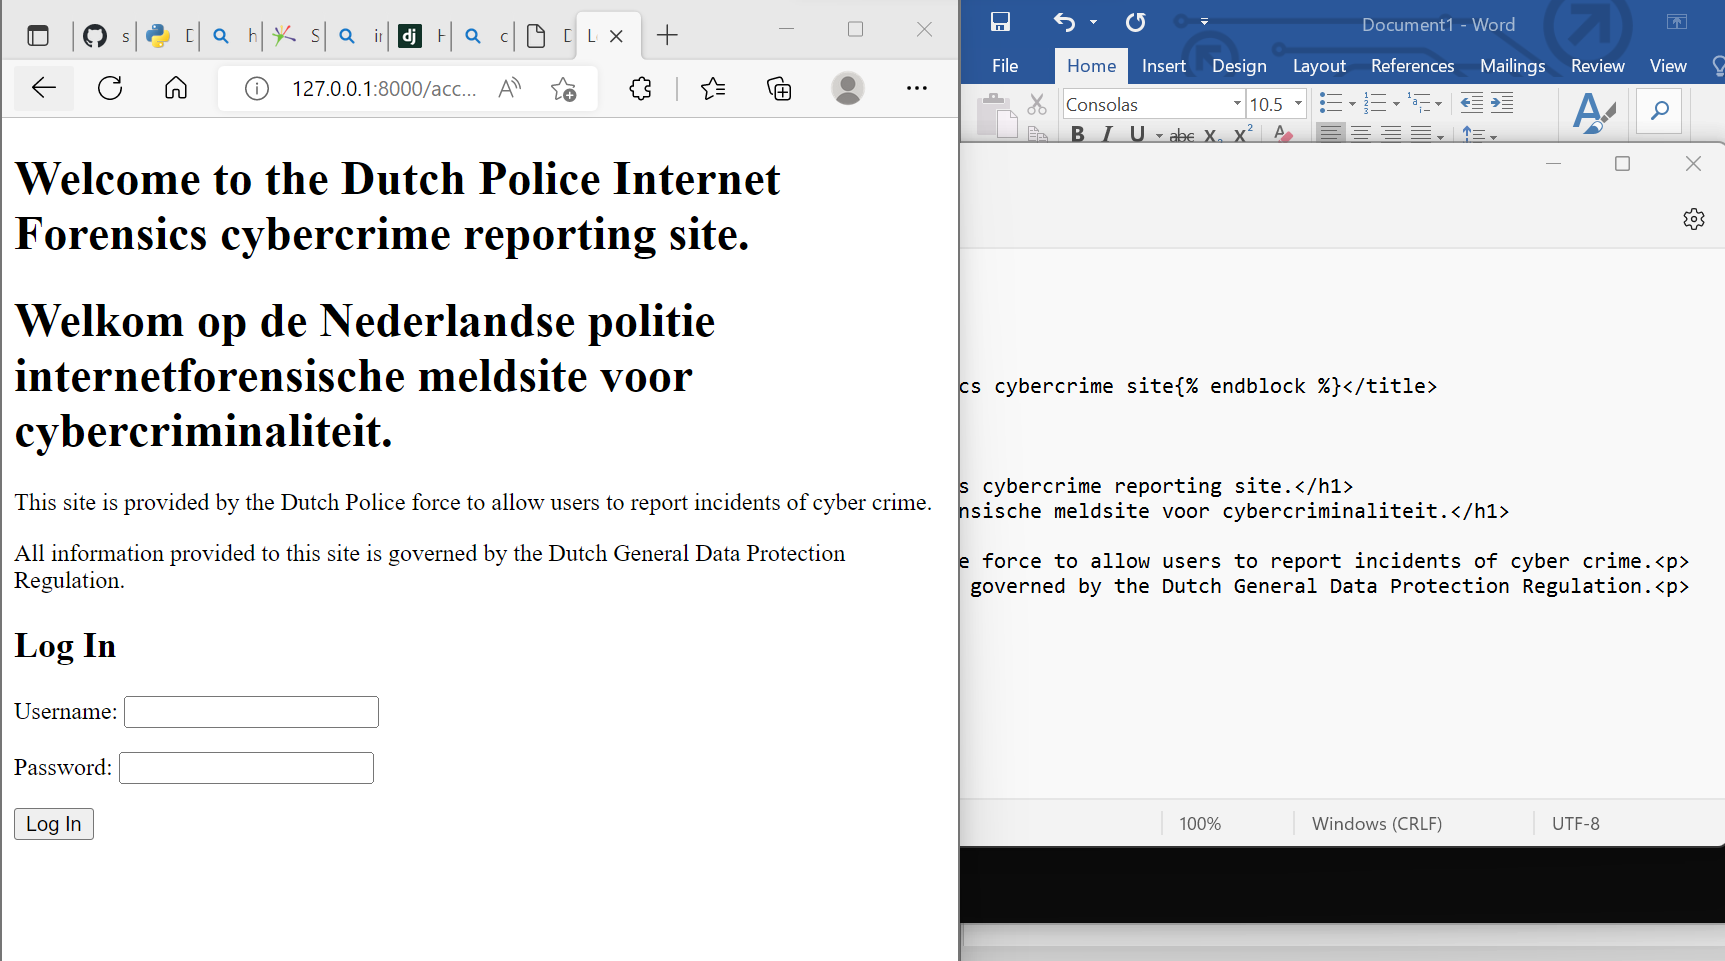 s
D
h
S
ir
dj
H
c
D
Lo
127.0.0.1:8000/acc...
Welcome to the Dutch Police Internet
Forensics cybercrime reporting site.
Welkom op de Nederlandse politie
internetforensische meldsite voor
cybercriminaliteit.
This site is provided by the Dutch Police force to allow users to report incidents of cyber crime.
All information provided to this site is governed by the Dutch General Data Protection
Regulation.
Log In
Username:
Password:
Log In
Document1 - Word
File Home Insert Design Layout References Mailings Review View
Consolas 10.5
B I U abc X₂ X²
cs cybercrime site{% endblock %}</title>
s cybercrime reporting site.</h1>
nsische meldsite voor cybercriminaliteit.</h1>
e force to allow users to report incidents of cyber crime.<p>
governed by the Dutch General Data Protection Regulation.<p>
100% Windows (CRLF) UTF-8